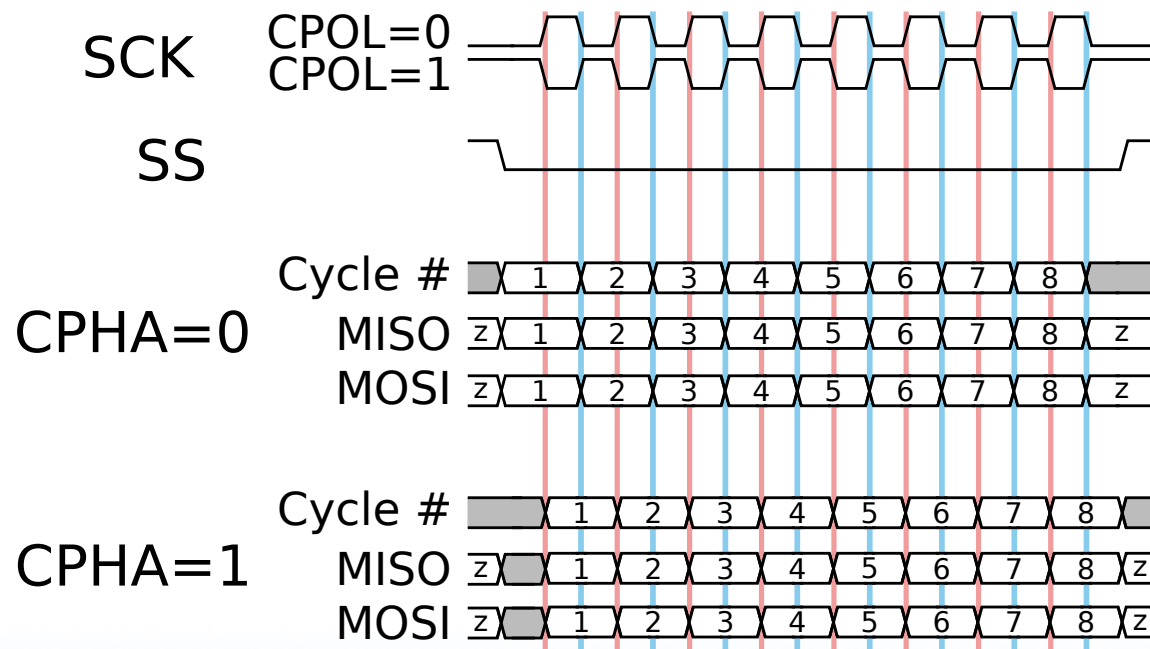 SCK CPOL=0
CPOL=1
SS
Cycle # 1 2 3 4 5 6 7 8
CPHA=0 MISO z 1 2 3 4 5 6 7 8 z
MOSI z 1 2 3 4 5 6 7 8 z
Cycle # 1 2 3 4 5 6 7 8
CPHA=1 MISO z 1 2 3 4 5 6 7 8 z
MOSI z 1 2 3 4 5 6 7 8 z